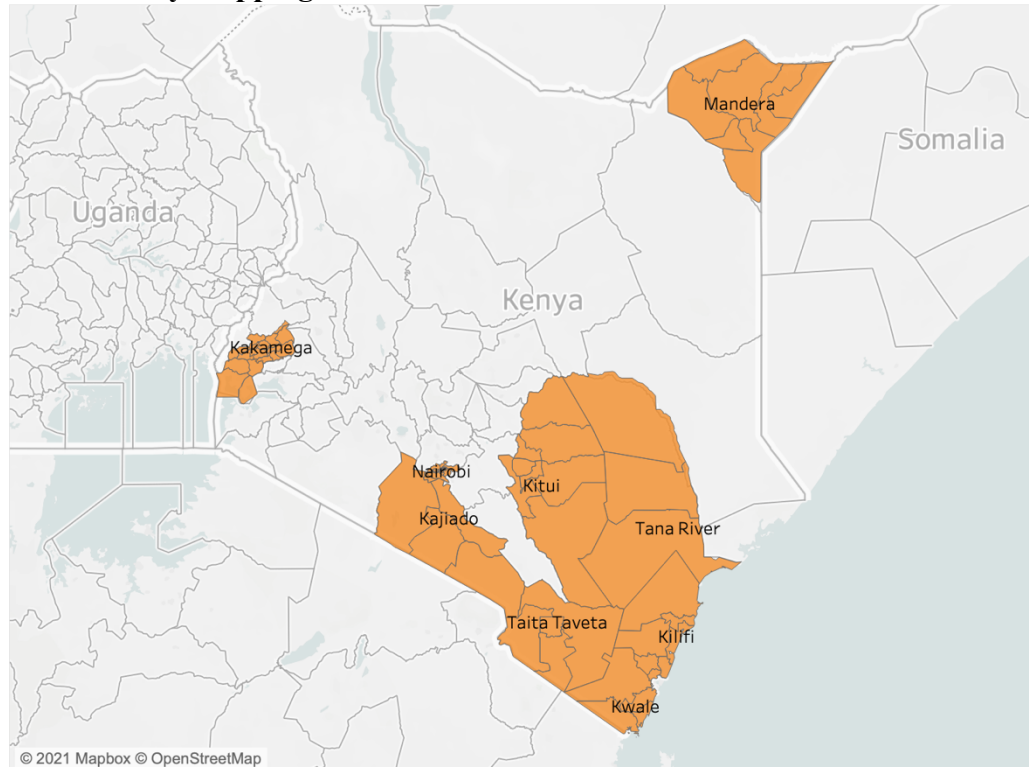 Mandera
Somalia
Uganda
Kenya
Kakamega
Nairobi
Kitui
Kajiado
Tana River
Taita Taveta
Kilifi
Kwale
© 2021 Mapbox © OpenStreetMap